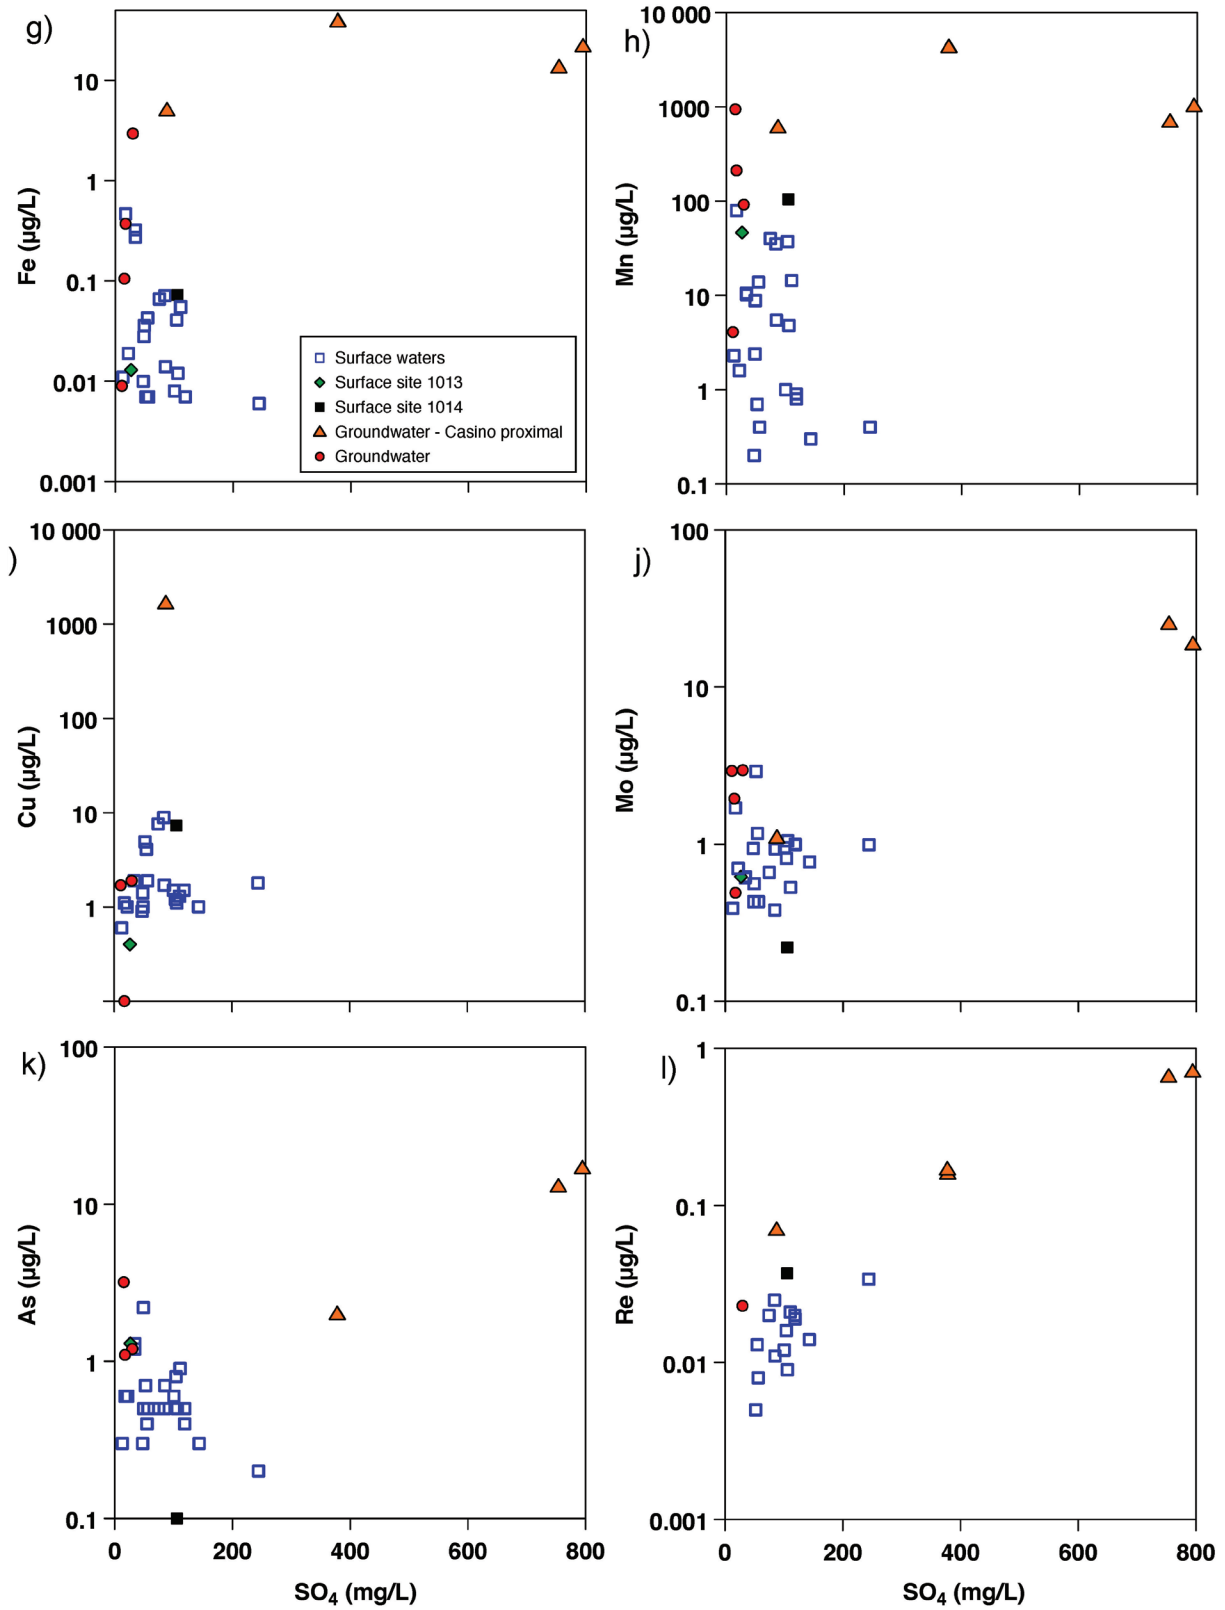 g)
10
1
0.1
0.01
0.001
Fe (µg/L)
Surface waters
Surface site 1013
Surface site 1014
Groundwater - Casino proximal
Groundwater
h)
10 000
1000
100
10
1
0.1
Mn (µg/L)
)
10 000
1000
100
10
1
Cu (µg/L)
j)
100
10
1
0.1
Mo (µg/L)
k)
100
10
1
0.1
As (µg/L)
0 200 400 600 800
SO₄ (mg/L)
l)
1
0.1
0.01
0.001
Re (µg/L)
0 200 400 600 800
SO₄ (mg/L)